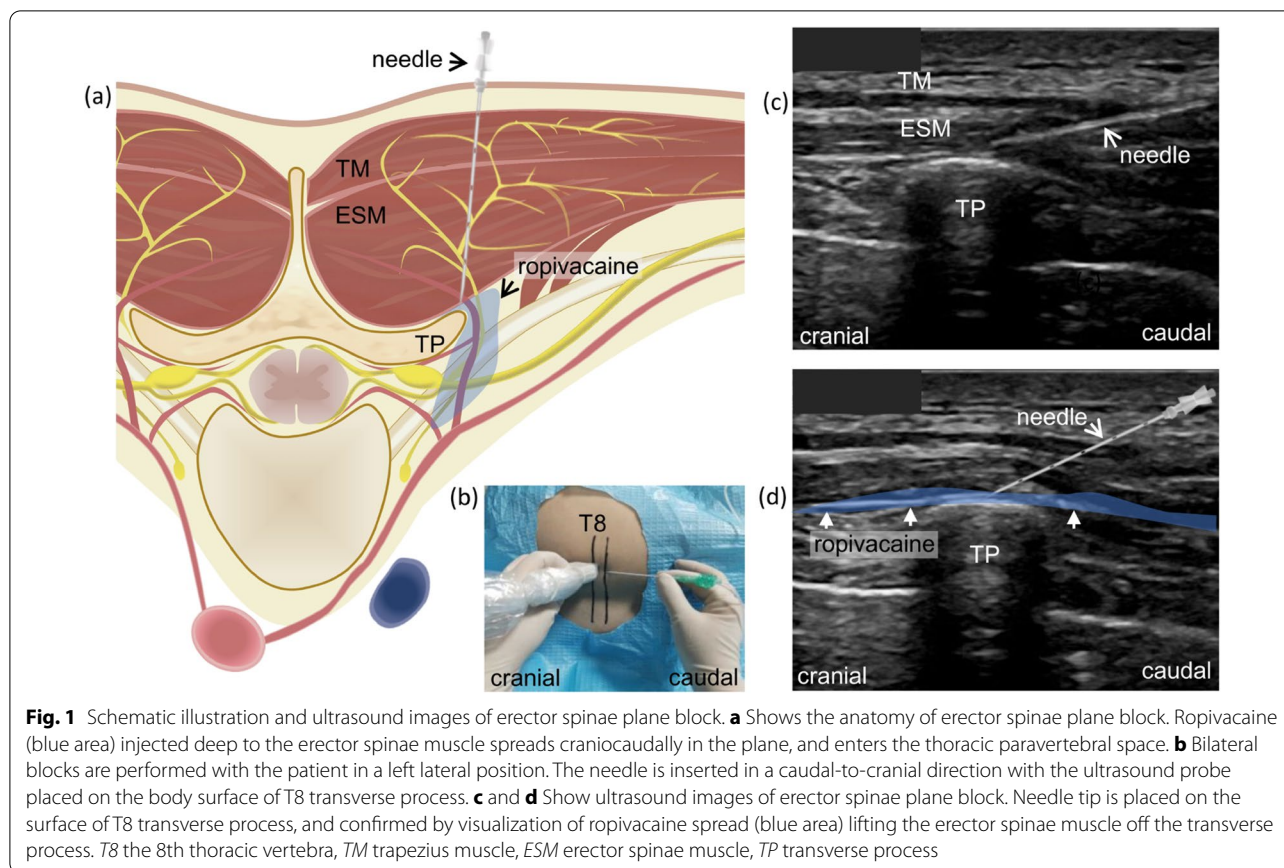 (a)
needle
TM
ESM
ropivacaine
TP
(b)
T8
cranial
caudal
(c)
TM
ESM
needle
TP
cranial
caudal
(d)
needle
ropivacaine
TP
cranial
caudal
Fig. 1 Schematic illustration and ultrasound images of erector spinae plane block. a Shows the anatomy of erector spinae plane block. Ropivacaine
(blue area) injected deep to the erector spinae muscle spreads craniocaudally in the plane, and enters the thoracic paravertebral space. b Bilateral
blocks are performed with the patient in a left lateral position. The needle is inserted in a caudal-to-cranial direction with the ultrasound probe
placed on the body surface of T8 transverse process. c and d Show ultrasound images of erector spinae plane block. Needle tip is placed on the
surface of T8 transverse process, and confirmed by visualization of ropivacaine spread (blue area) lifting the erector spinae muscle off the transverse
process. T8 the 8th thoracic vertebra, TM trapezius muscle, ESM erector spinae muscle, TP transverse process